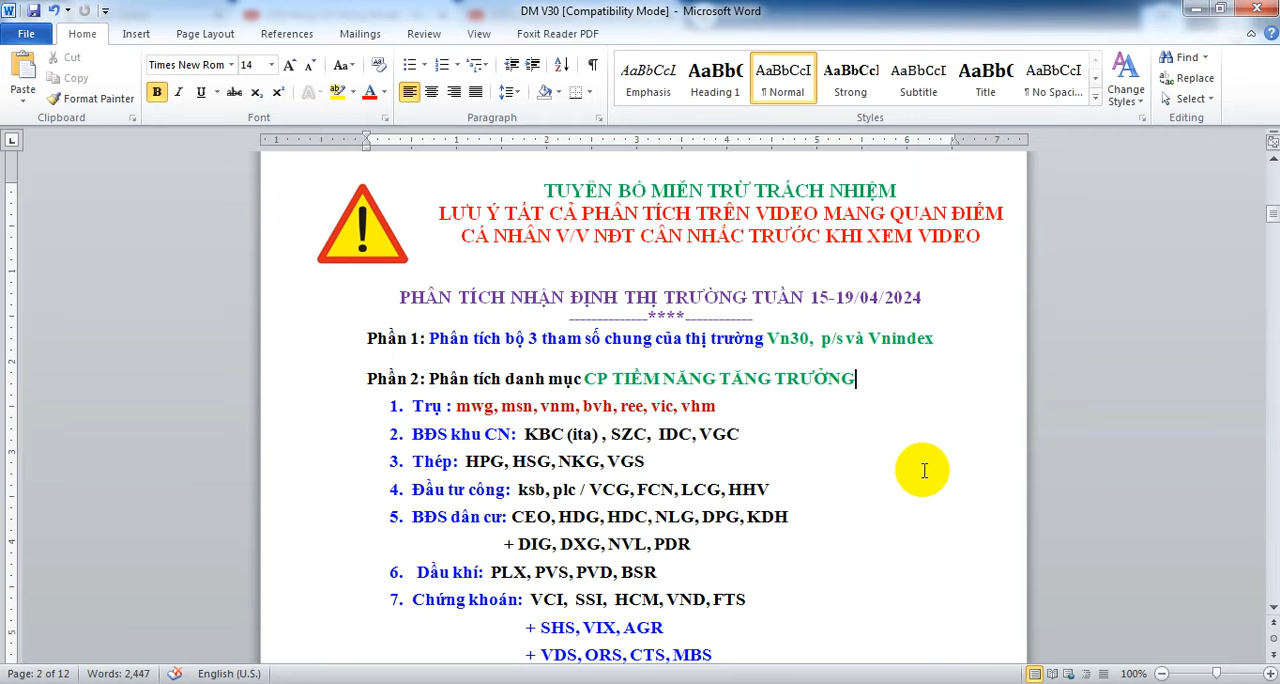 DM V30 [Compatibility Mode] - Microsoft Word
File Home Insert Page Layout References Mailings Review View Foxit Reader PDF
Paste
Cut
Copy
Format Painter
Clipboard
Times New Rom 14
Font
Paragraph
AaBbCcI AaBb( AaBbCcI AaBbCcl AaBbCcI AaBbC AaBbCcI
Emphasis Heading 1 ¶ Normal Strong Subtitle Title ¶ No Spaci...
Change Styles
Styles
Find
Replace
Select
Editing
1 1 2 3 4 5 6 7
TUYÊN BỐ MIỄN TRỪ TRÁCH NHIỆM
LƯU Ý TẤT CẢ PHÂN TÍCH TRÊN VIDEO MANG QUAN ĐIỂM
CÁ NHÂN V/V NĐT CÂN NHẮC TRƯỚC KHI XEM VIDEO
PHÂN TÍCH NHẬN ĐỊNH THỊ TRƯỜNG TUẦN 15-19/04/2024
--------------****------------
Phần 1: Phân tích bộ 3 tham số chung của thị trường Vn30, p/s và Vnindex
Phần 2: Phân tích danh mục CP TIỀM NĂNG TĂNG TRƯỞNG
1. Trụ : mwg, msn, vnm, bvh, ree, vic, vhm
2. BĐS khu CN: KBC (ita) , SZC, IDC, VGC
3. Thép: HPG, HSG, NKG, VGS
4. Đầu tư công: ksb, plc / VCG, FCN, LCG, HHV
5. BĐS dân cư: CEO, HDG, HDC, NLG, DPG, KDH
+ DIG, DXG, NVL, PDR
6. Dầu khí: PLX, PVS, PVD, BSR
7. Chứng khoán: VCI, SSI, HCM, VND, FTS
+ SHS, VIX, AGR
+ VDS, ORS, CTS, MBS
Page: 2 of 12 Words: 2,447 English (U.S.) 100%